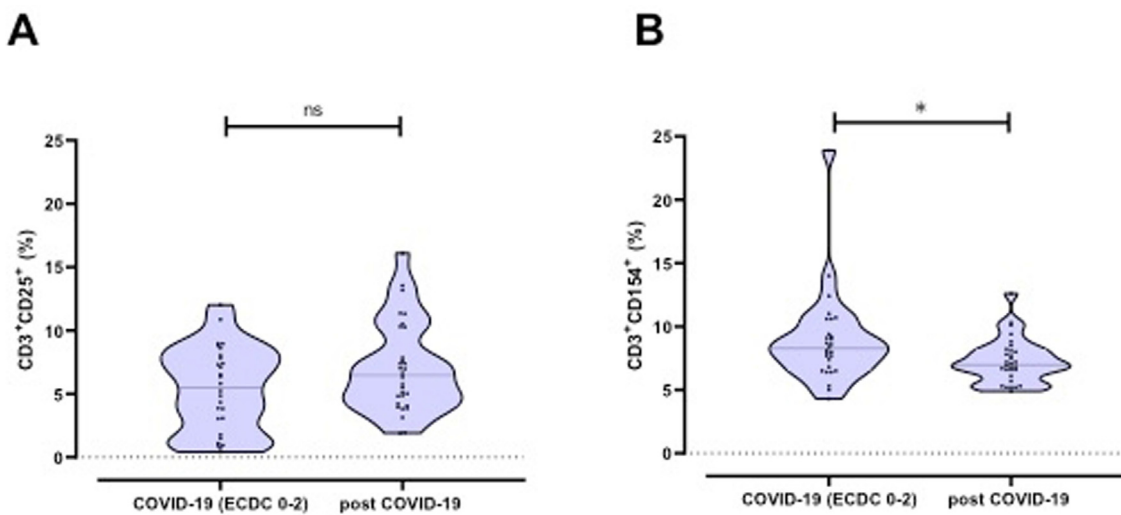 A
ns
25
20
15
10
5
0
CD3⁺CD25⁺ (%)
COVID-19 (ECDC 0-2)
post COVID-19
B
*
25
20
15
10
5
0
CD3⁺CD154⁺ (%)
COVID-19 (ECDC 0-2)
post COVID-19